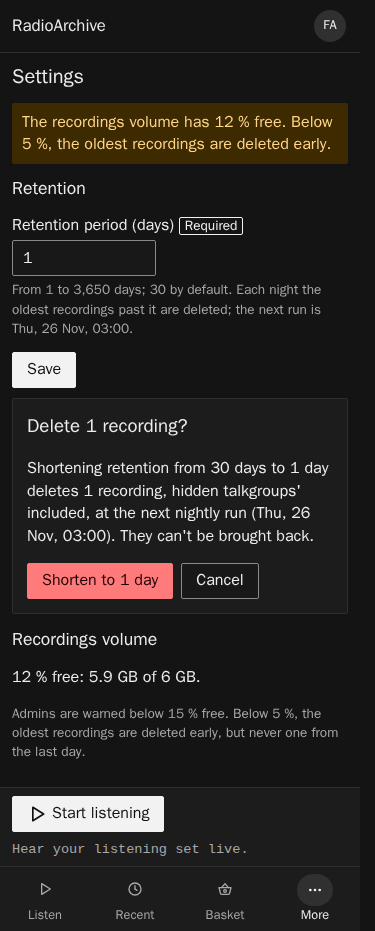 RadioArchive
FA
Settings
The recordings volume has 12 % free. Below
5 %, the oldest recordings are deleted early.
Retention
Retention period (days) Required
1
From 1 to 3,650 days; 30 by default. Each night the
oldest recordings past it are deleted; the next run is
Thu, 26 Nov, 03:00.
Save
Delete 1 recording?
Shortening retention from 30 days to 1 day
deletes 1 recording, hidden talkgroups'
included, at the next nightly run (Thu, 26
Nov, 03:00). They can't be brought back.
Shorten to 1 day
Cancel
Recordings volume
12 % free: 5.9 GB of 6 GB.
Admins are warned below 15 % free. Below 5 %, the
oldest recordings are deleted early, but never one from
the last day.
Start listening
Hear your listening set live.
Listen
Recent
Basket
More